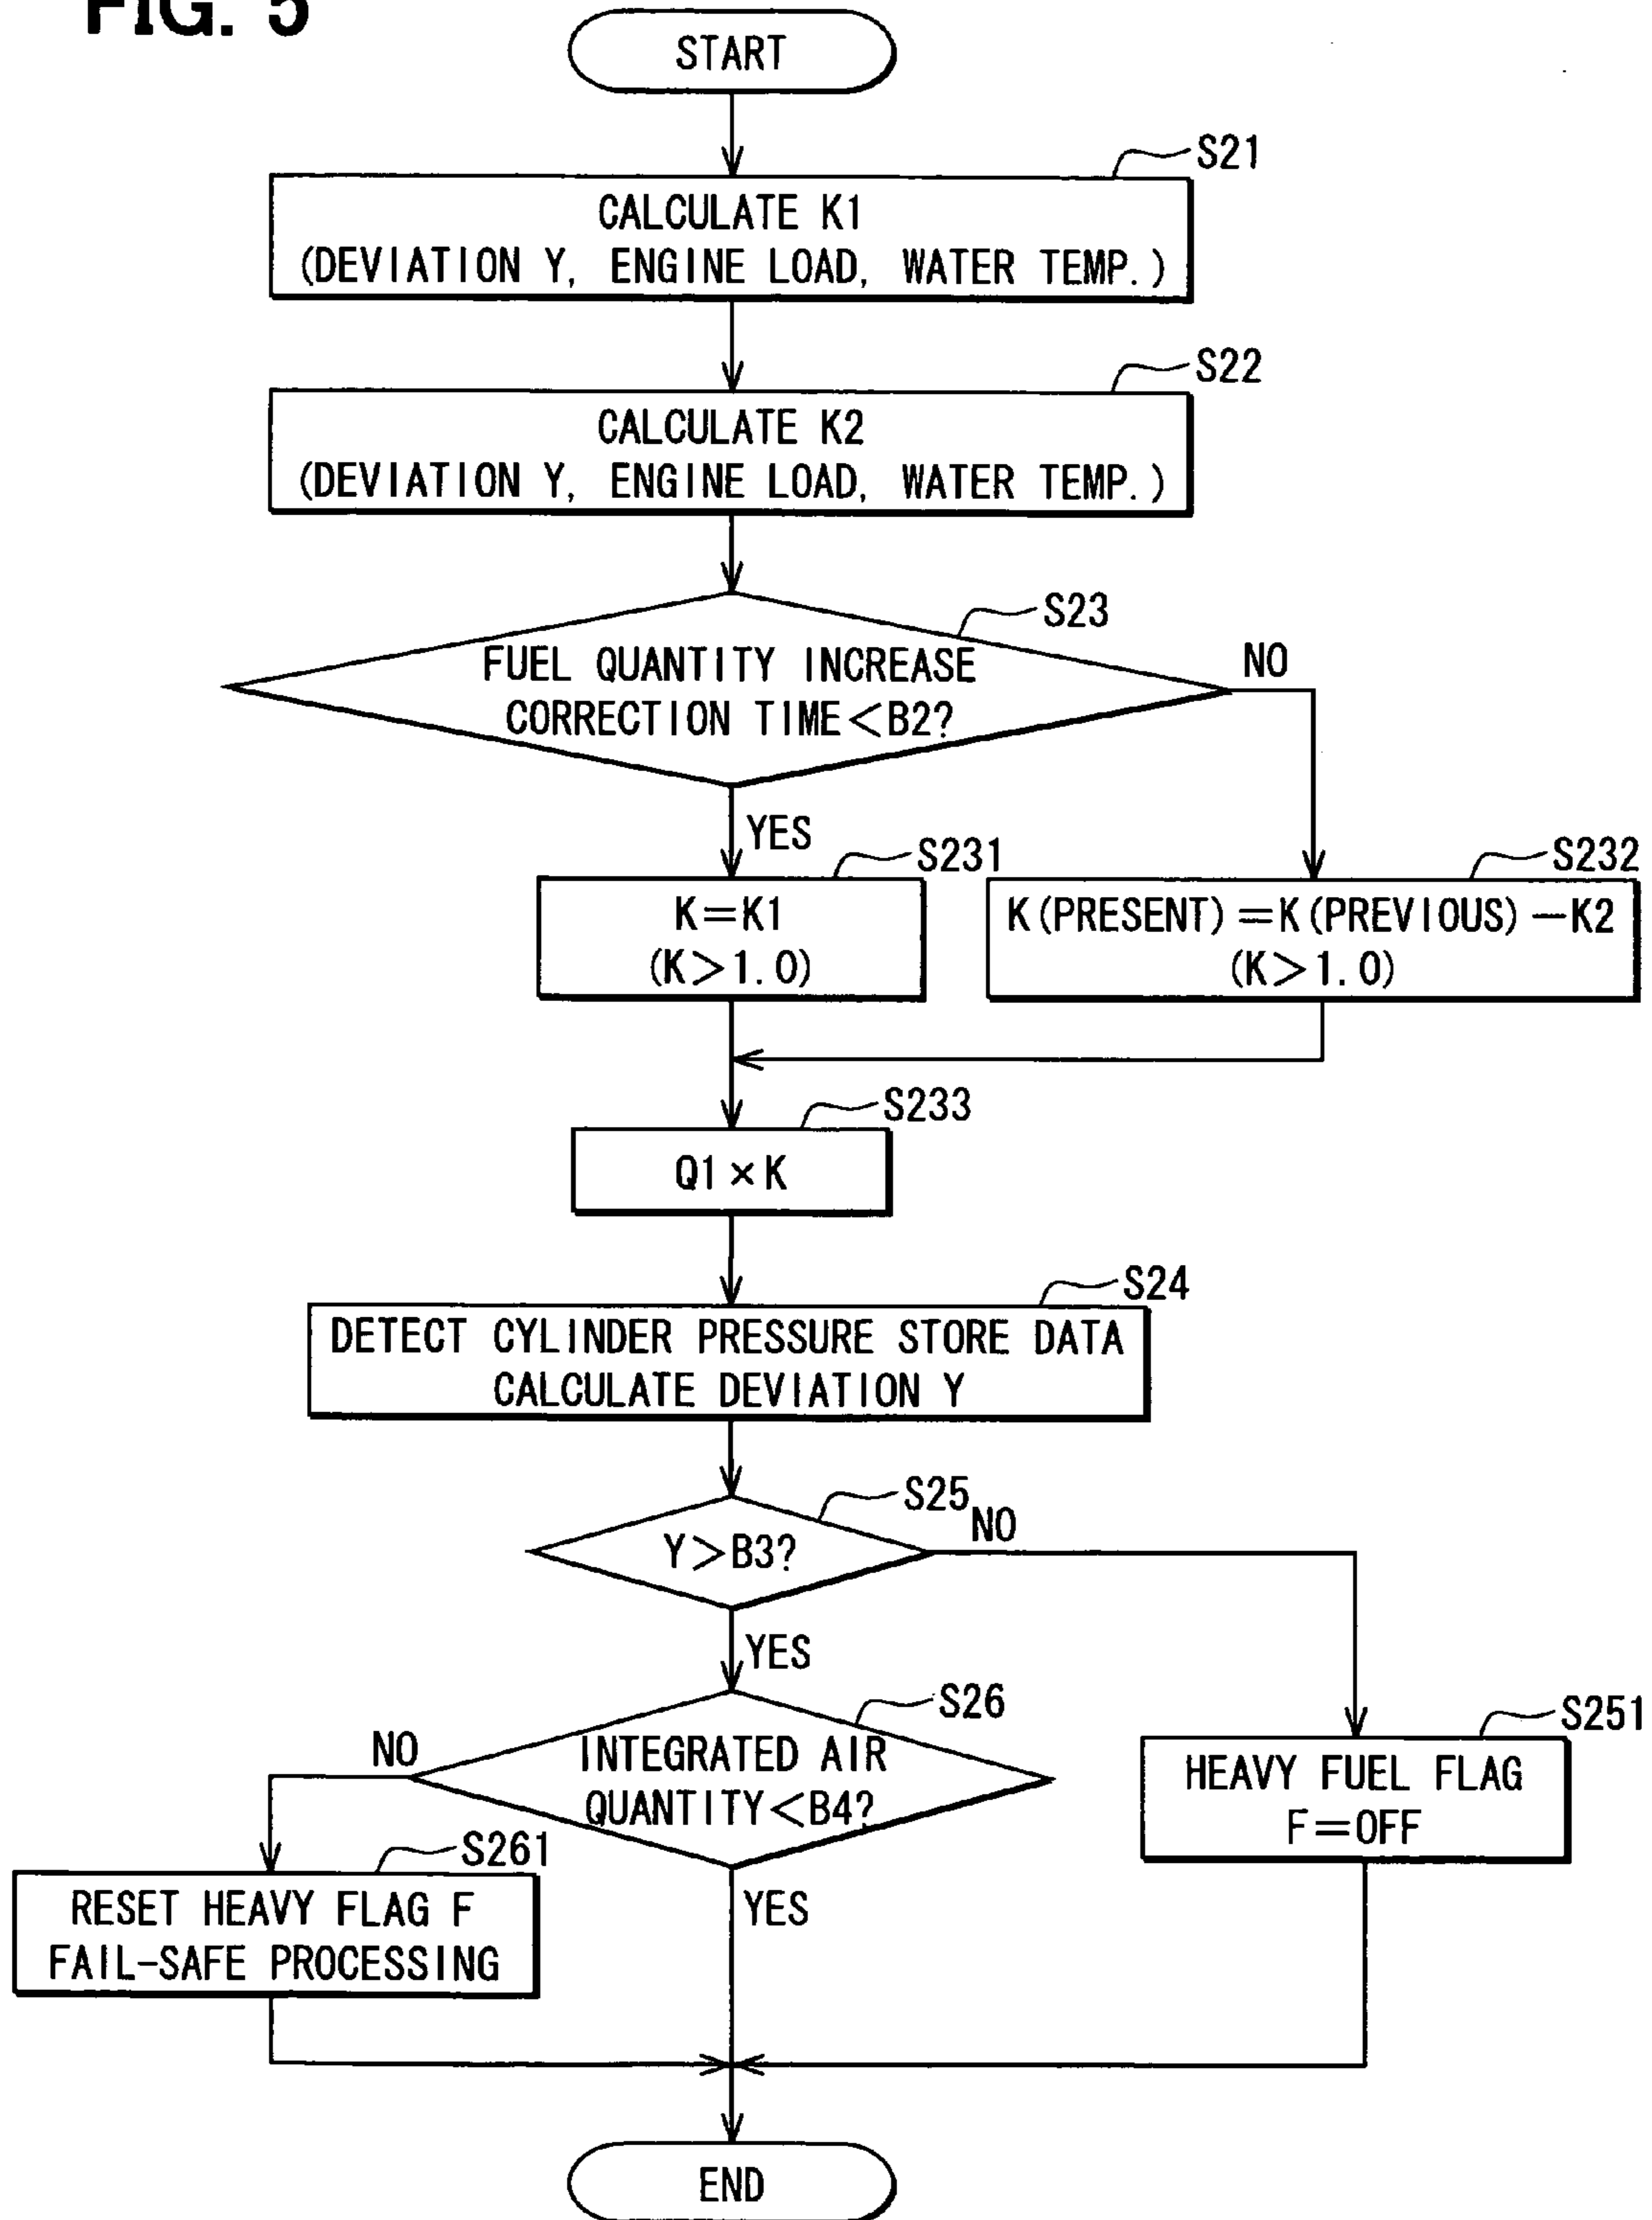 FIG. 5
START
S21
CALCULATE K1
(DEVIATION Y, ENGINE LOAD, WATER TEMP.)
S22
CALCULATE K2
(DEVIATION Y, ENGINE LOAD, WATER TEMP.)
S23
FUEL QUANTITY INCREASE
CORRECTION TIME<B2?
NO
YES
S231
K=K1
(K>1.0)
S232
K(PRESENT)=K(PREVIOUS)-K2
(K>1.0)
S233
Q1×K
S24
DETECT CYLINDER PRESSURE STORE DATA
CALCULATE DEVIATION Y
S25
Y>B3?
NO
YES
S26
INTEGRATED AIR
QUANTITY<B4?
NO
YES
S251
HEAVY FUEL FLAG
F=OFF
S261
RESET HEAVY FLAG F
FAIL-SAFE PROCESSING
END